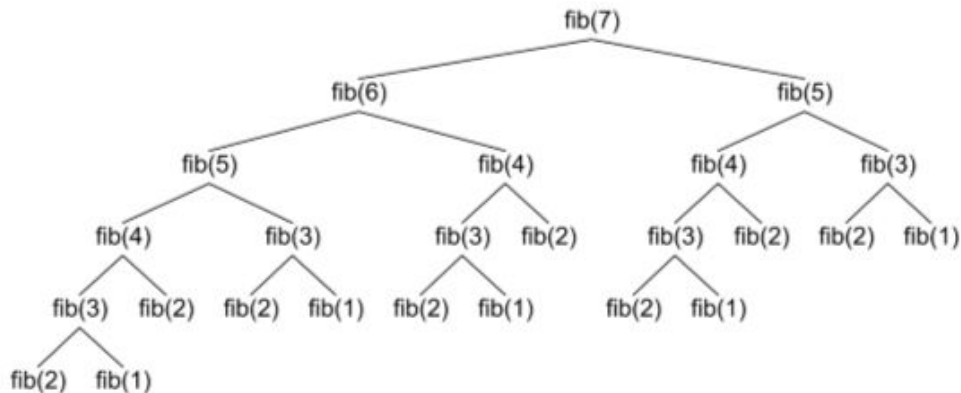 fib(7)
fib(6) fib(5)
fib(5) fib(4) fib(4) fib(3)
fib(4) fib(3) fib(3) fib(2) fib(3) fib(2) fib(2) fib(1)
fib(3) fib(2) fib(2) fib(1) fib(2) fib(1) fib(2) fib(1)
fib(2) fib(1)